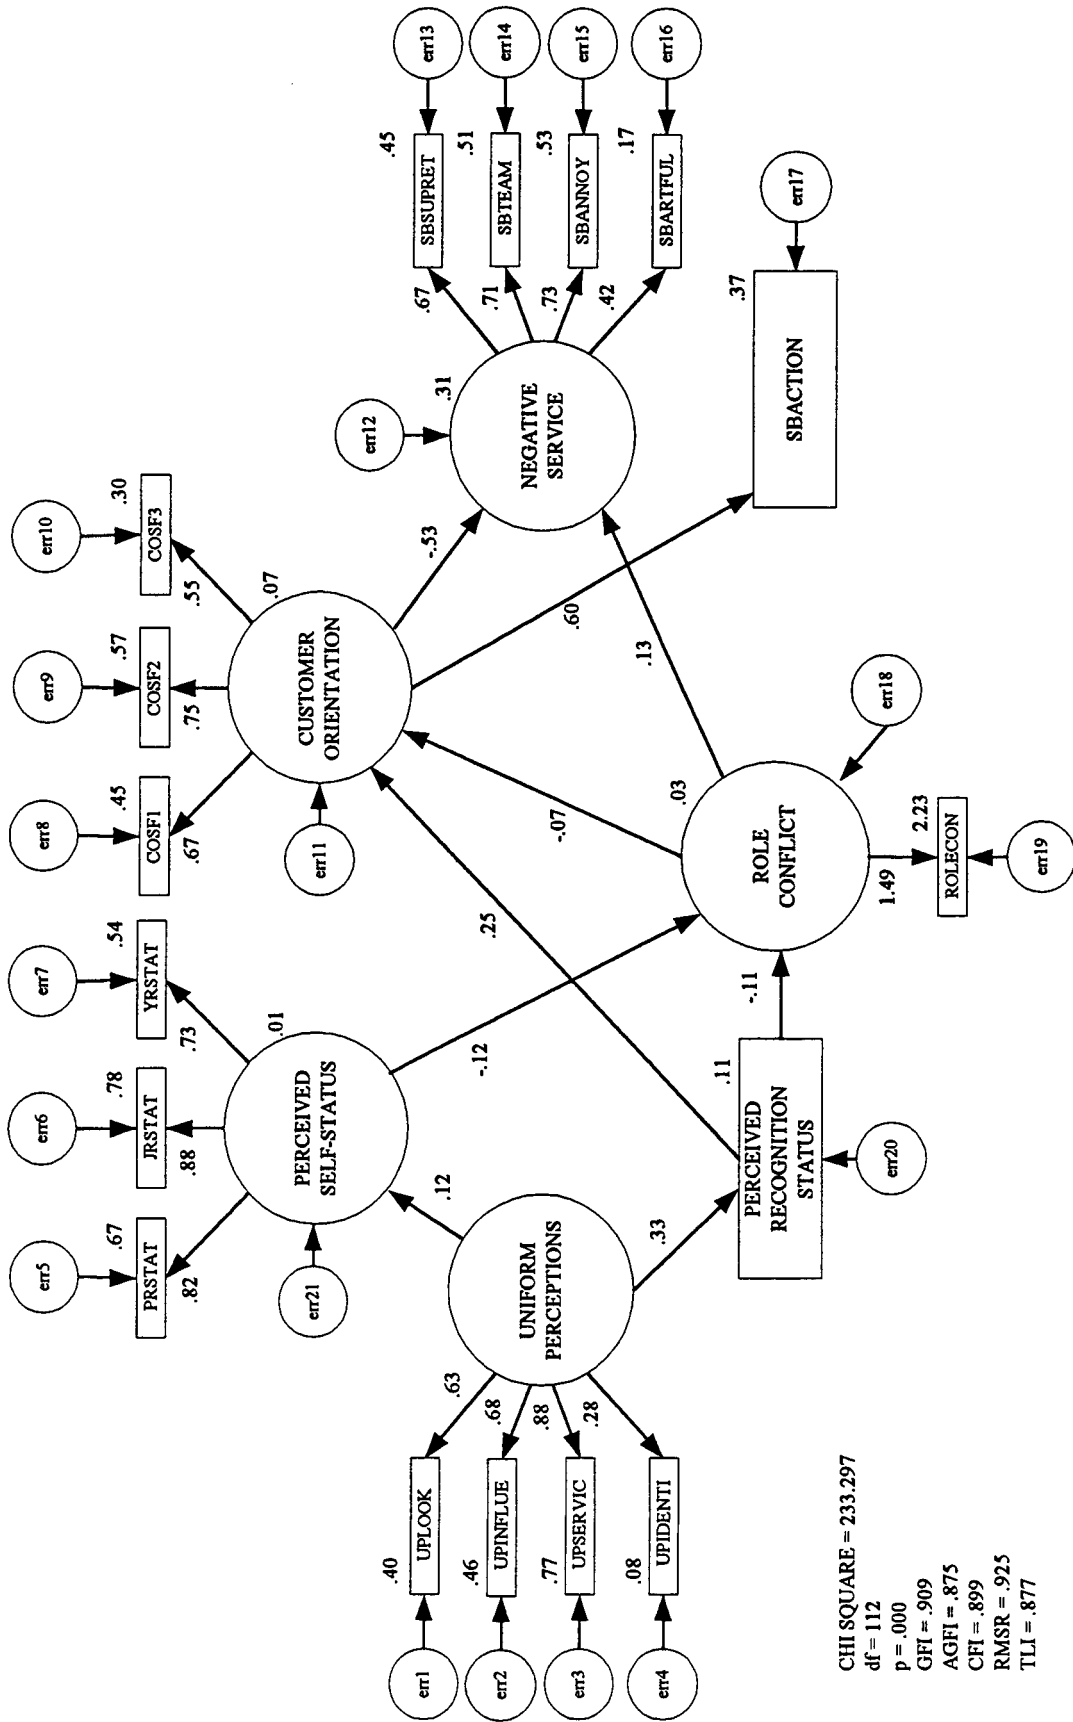 err10
err9
err8
err7
err6
err5
.30
.57
.45
.54
.78
.67
COSF3
COSF2
COSF1
YRSTAT
JRSTAT
PRSTAT
.55
.75
.67
.73
.88
.82
.07
CUSTOMER
ORIENTATION
err11
.01
PERCEIVED
SELF-STATUS
err21
err12
.31
NEGATIVE
SERVICE
-.53
.60
.13
-.07
.25
-.12
.12
.33
UNIFORM
PERCEPTIONS
.63
.68
.88
.28
.40
UPLOOK
err1
.46
UPINFLUE
err2
.77
UPSERVIC
err3
.08
UPIDENTI
err4
.67
.71
.73
.42
.45
SBSUPRET
err13
.51
SBTEAM
err14
.53
SBANNOY
err15
.17
SBARTFUL
err16
.37
SBACTION
err17
.03
ROLE
CONFLICT
err18
1.49
2.23
ROLECON
err19
-.11
.11
PERCEIVED
RECOGNITION
STATUS
err20
CHI SQUARE = 233.297
df = 112
p = .000
GFI = .909
AGFI = .875
CFI = .899
RMSR = .925
TLI = .877